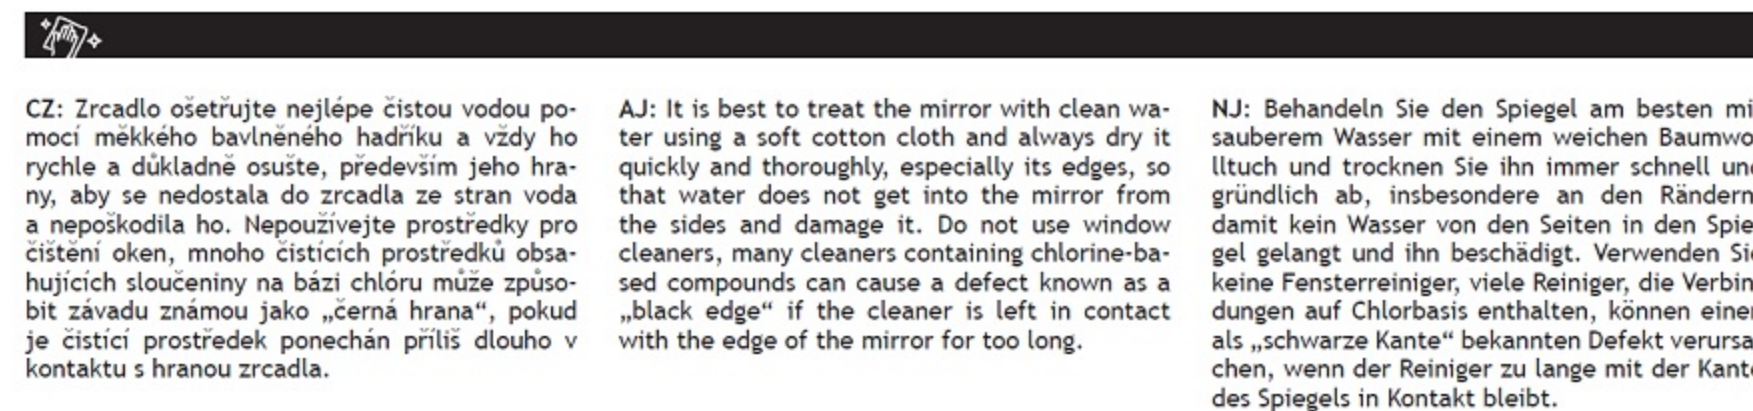 CZ: Zrcadlo ošetřujte nejlépe čistou vodou po-
mocí měkkého bavlněného hadříku a vždy ho
rychle a důkladně osušte, především jeho hra-
ny, aby se nedostala do zrcadla ze stran voda
a nepoškodila ho. Nepoužívejte prostředky pro
čištění oken, mnoho čistících prostředků obsa-
hujících sloučeniny na bázi chlóru může způso-
bit závadu známou jako „černá hrana“, pokud
je čistící prostředek ponechán příliš dlouho v
kontaktu s hranou zrcadla.
AJ: It is best to treat the mirror with clean wa-
ter using a soft cotton cloth and always dry it
quickly and thoroughly, especially its edges, so
that water does not get into the mirror from
the sides and damage it. Do not use window
cleaners, many cleaners containing chlorine-ba-
sed compounds can cause a defect known as a
„black edge“ if the cleaner is left in contact
with the edge of the mirror for too long.
NJ: Behandeln Sie den Spiegel am besten mi
sauberem Wasser mit einem weichen Baumwo
lltuch und trocknen Sie ihn immer schnell und
gründlich ab, insbesondere an den Rändern
damit kein Wasser von den Seiten in den Spie
gel gelangt und ihn beschädigt. Verwenden Sie
keine Fensterreiniger, viele Reiniger, die Verbin
dungen auf Chlorbasis enthalten, können einen
als „schwarze Kante“ bekannten Defekt verursa
chen, wenn der Reiniger zu lange mit der Kante
des Spiegels in Kontakt bleibt.